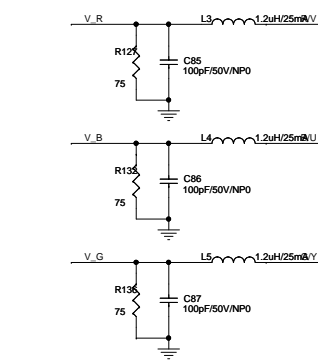 V_R L3 1.2uH/25mA R/V
R127 C85
100pF/50V/NP0
75
V_B L4 1.2uH/25mA B/U
R132 C86
100pF/50V/NP0
75
V_G L5 1.2uH/25mA G/Y
R136 C87
100pF/50V/NP0
75